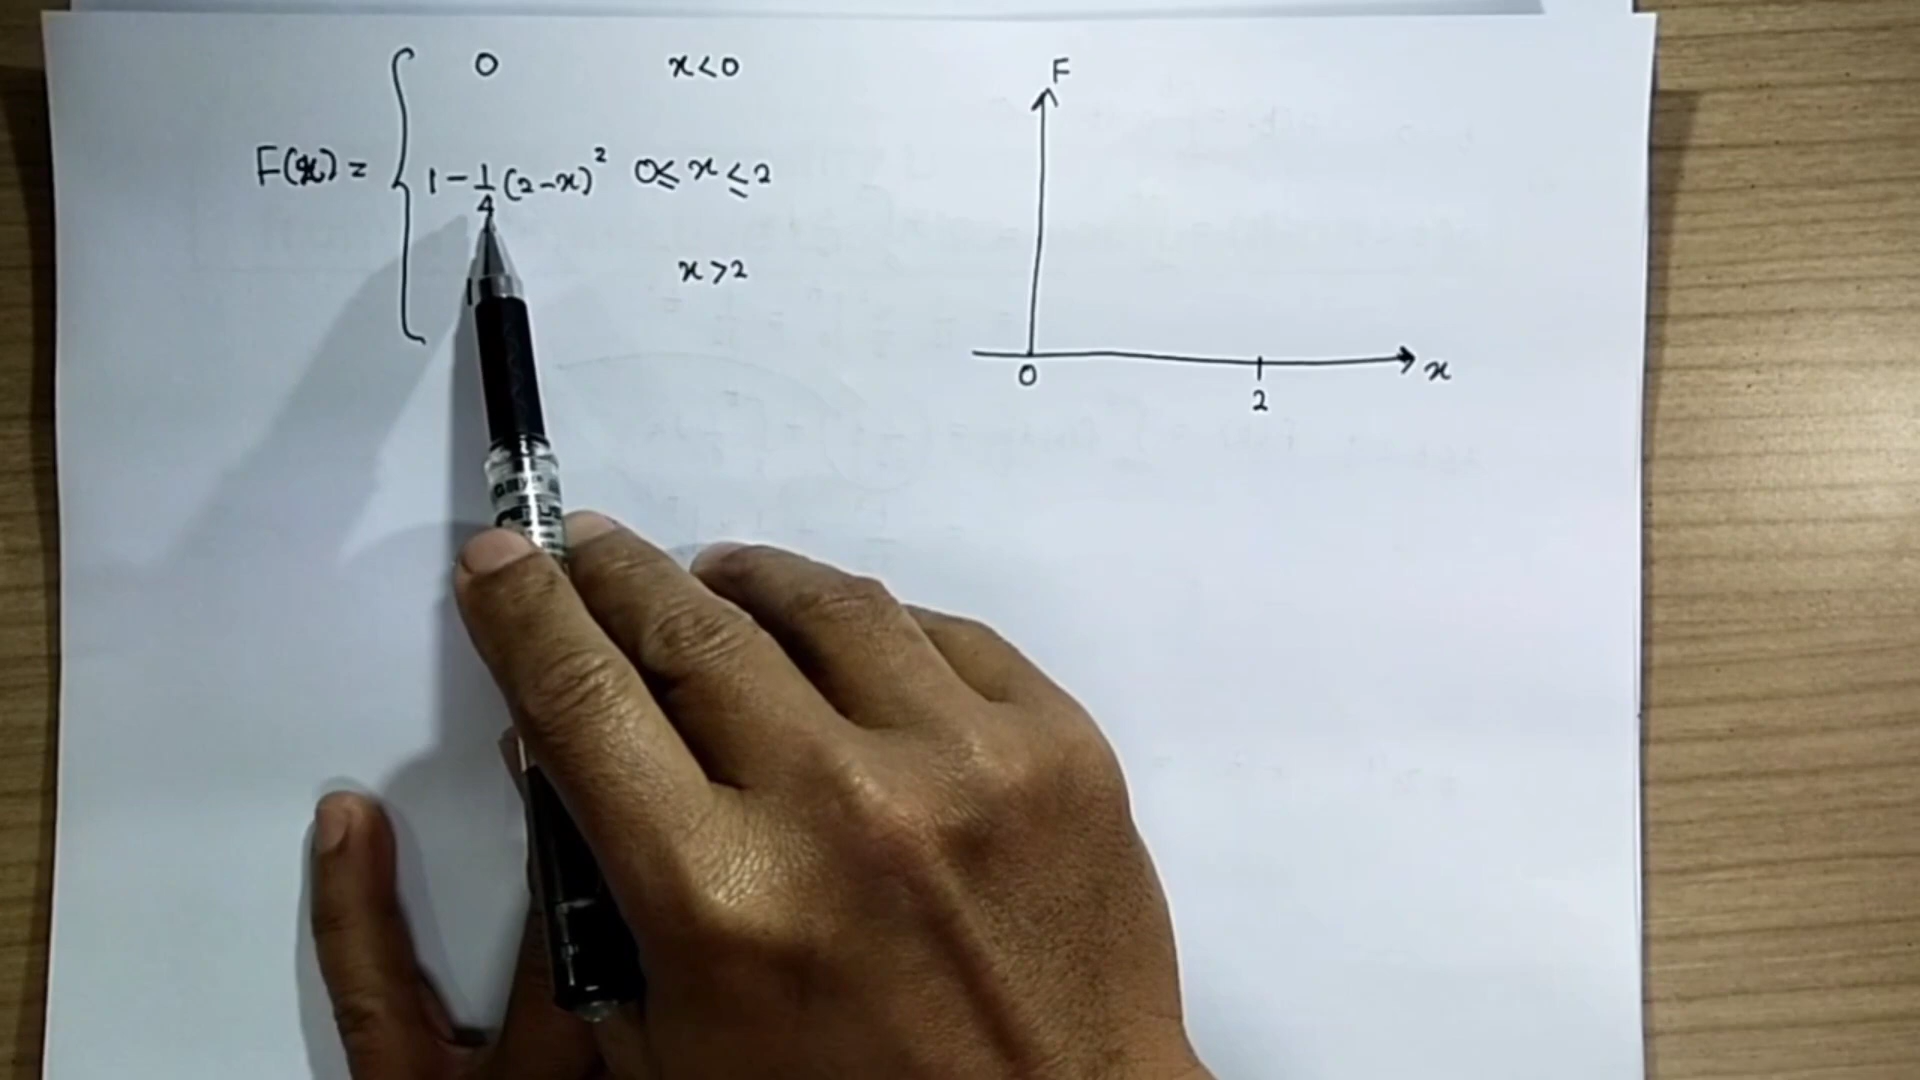 0 x<0
F(x) = { 1 - 1/4 (2-x)² 0≤x≤2
x>2
F
0
2
x